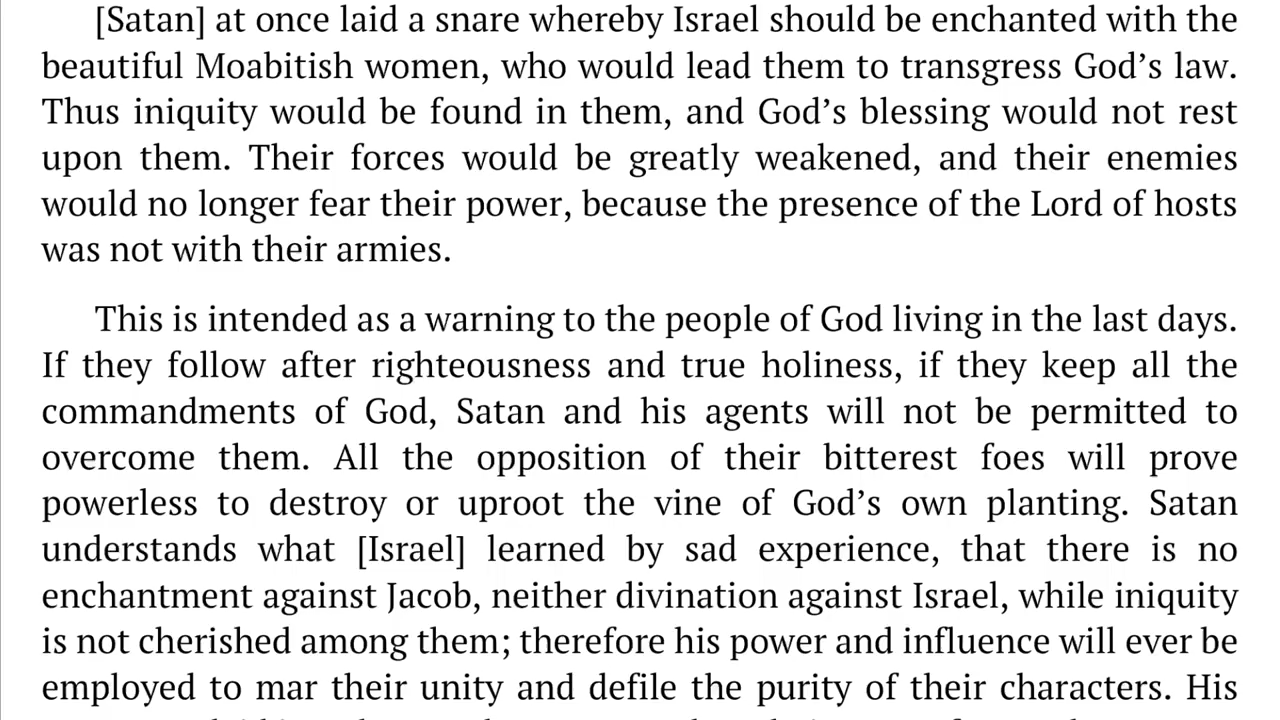 [Satan] at once laid a snare whereby Israel should be enchanted with the
beautiful Moabitish women, who would lead them to transgress God’s law.
Thus iniquity would be found in them, and God’s blessing would not rest
upon them. Their forces would be greatly weakened, and their enemies
would no longer fear their power, because the presence of the Lord of hosts
was not with their armies.
This is intended as a warning to the people of God living in the last days.
If they follow after righteousness and true holiness, if they keep all the
commandments of God, Satan and his agents will not be permitted to
overcome them. All the opposition of their bitterest foes will prove
powerless to destroy or uproot the vine of God’s own planting. Satan
understands what [Israel] learned by sad experience, that there is no
enchantment against Jacob, neither divination against Israel, while iniquity
is not cherished among them; therefore his power and influence will ever be
employed to mar their unity and defile the purity of their characters. His